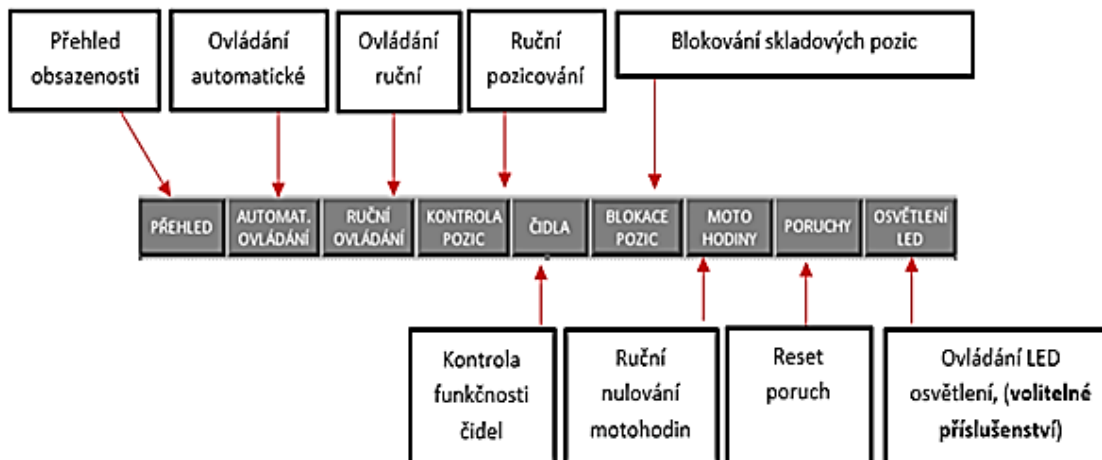 Přehled
obsazenosti
Ovládání
automatické
Ovládání
ruční
Ruční
pozicování
Blokování skladových pozic
PŘEHLED
AUTOMAT.
OVLÁDÁNÍ
RUČNÍ
OVLÁDÁNÍ
KONTROLA
POZIC
ČIDLA
BLOKACE
POZIC
MOTO
HODINY
PORUCHY
OSVĚTLENÍ
LED
Kontrola
funkčnosti
čidel
Ruční
nulování
motohodin
Reset
poruch
Ovládání LED
osvětlení, (volitelné
příslušenství)